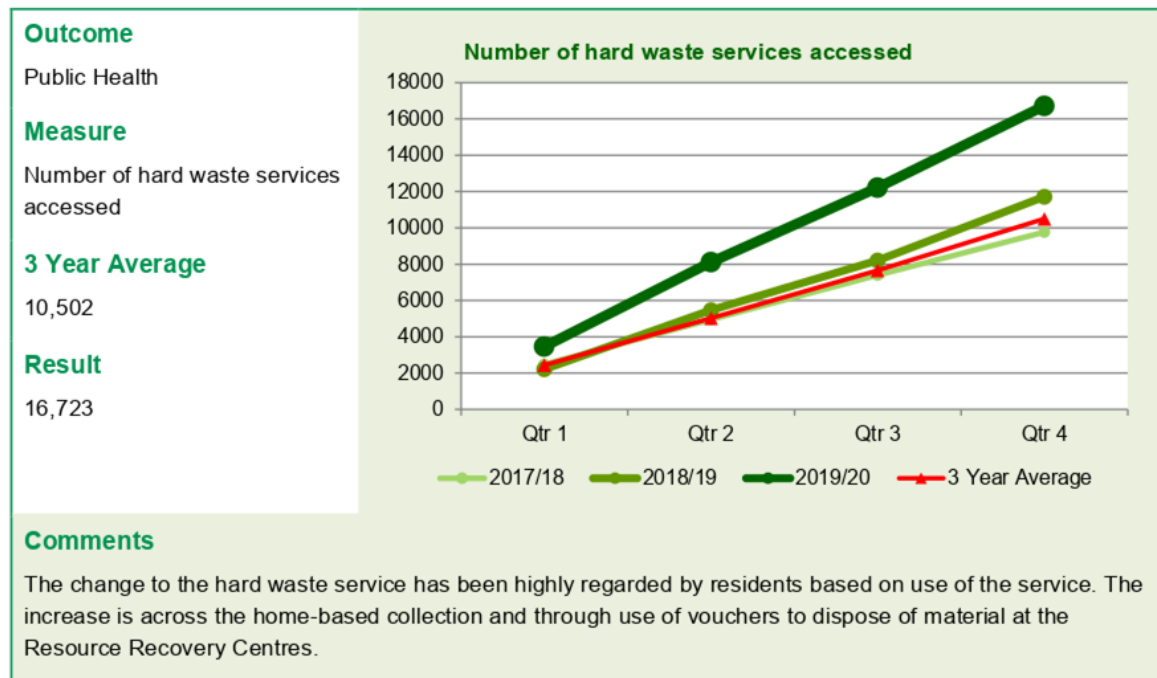 Outcome
Public Health
Measure
Number of hard waste services
accessed
3 Year Average
10,502
Result
16,723
Number of hard waste services accessed
18000
16000
14000
12000
10000
8000
6000
4000
2000
0
Qtr 1 Qtr 2 Qtr 3 Qtr 4
2017/18 2018/19 2019/20 3 Year Average
Comments
The change to the hard waste service has been highly regarded by residents based on use of the service. The
increase is across the home-based collection and through use of vouchers to dispose of material at the
Resource Recovery Centres.